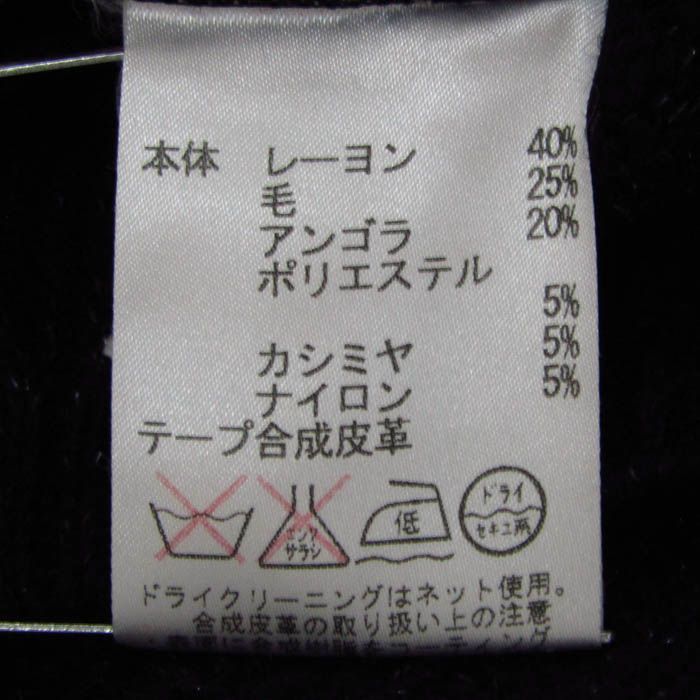 本体 レーヨン 40%
毛 25%
アンゴラ 20%
ポリエステル
5%
カシミヤ 5%
ナイロン 5%
テープ合成皮革
エンソサラシ
低
ドライ
セキユ系
ドライクリーニングはネット使用。
合成皮革の取り扱い上の注意